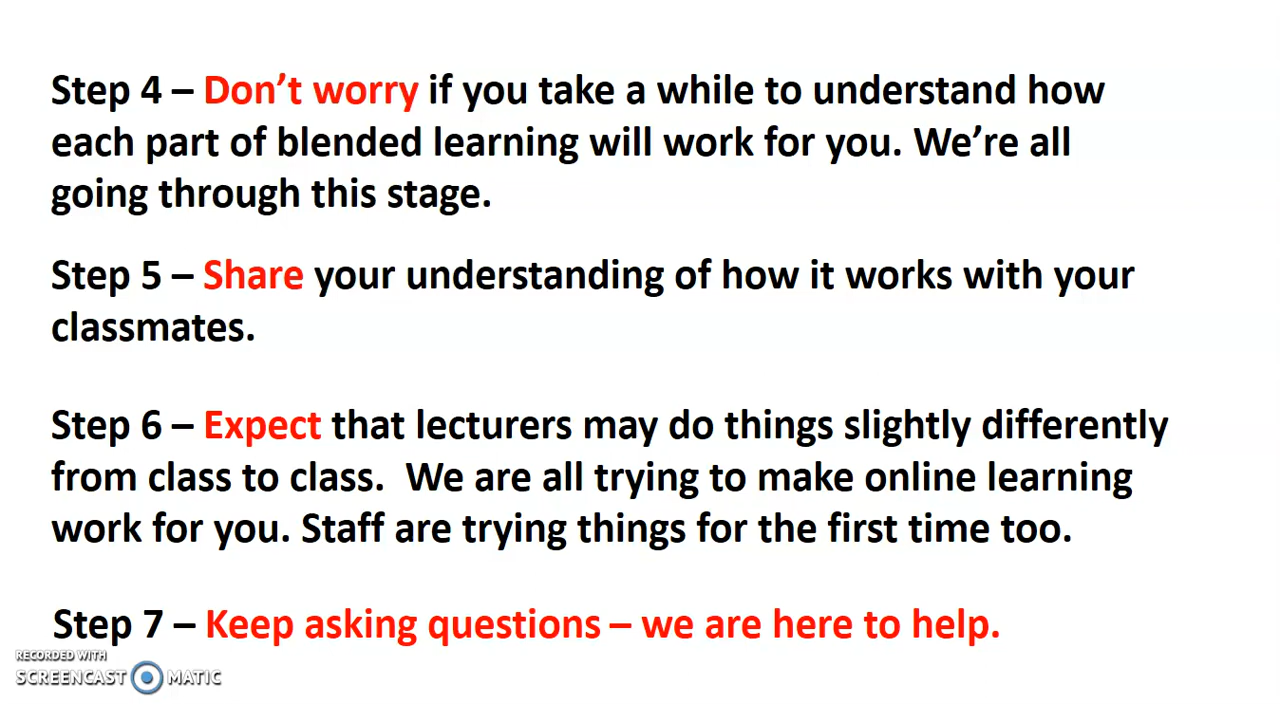 Step 4 – Don’t worry if you take a while to understand how
each part of blended learning will work for you. We’re all
going through this stage.
Step 5 – Share your understanding of how it works with your
classmates.
Step 6 – Expect that lecturers may do things slightly differently
from class to class.  We are all trying to make online learning
work for you. Staff are trying things for the first time too.
Step 7 – Keep asking questions – we are here to help.
RECORDED WITH
SCREENCAST MATIC